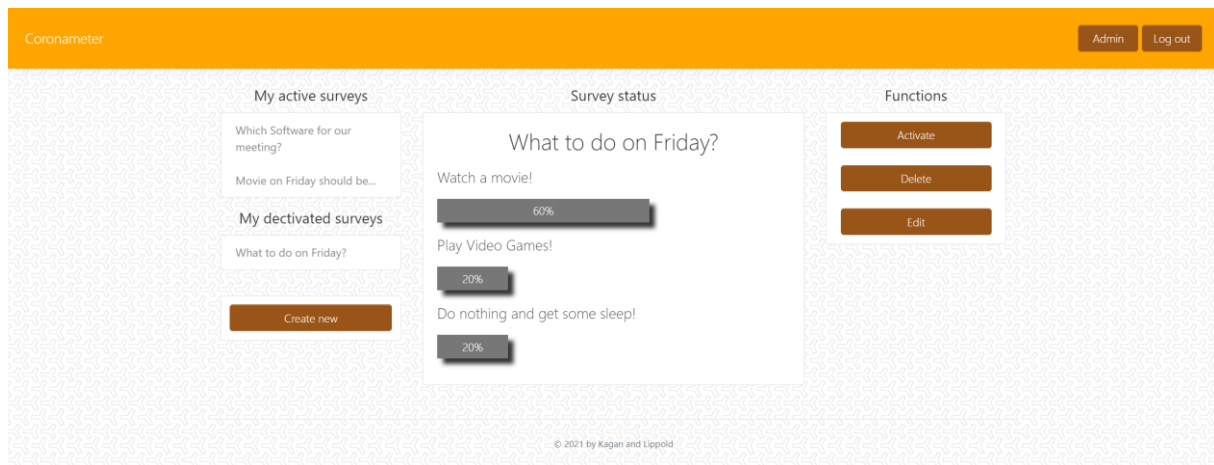 Coronameter
Admin
Log out
My active surveys
Which Software for our
meeting?
Movie on Friday should be...
My dectivated surveys
What to do on Friday?
Create new
Survey status
What to do on Friday?
Watch a movie!
60%
Play Video Games!
20%
Do nothing and get some sleep!
20%
Functions
Activate
Delete
Edit
© 2021 by Kagan and Lippold